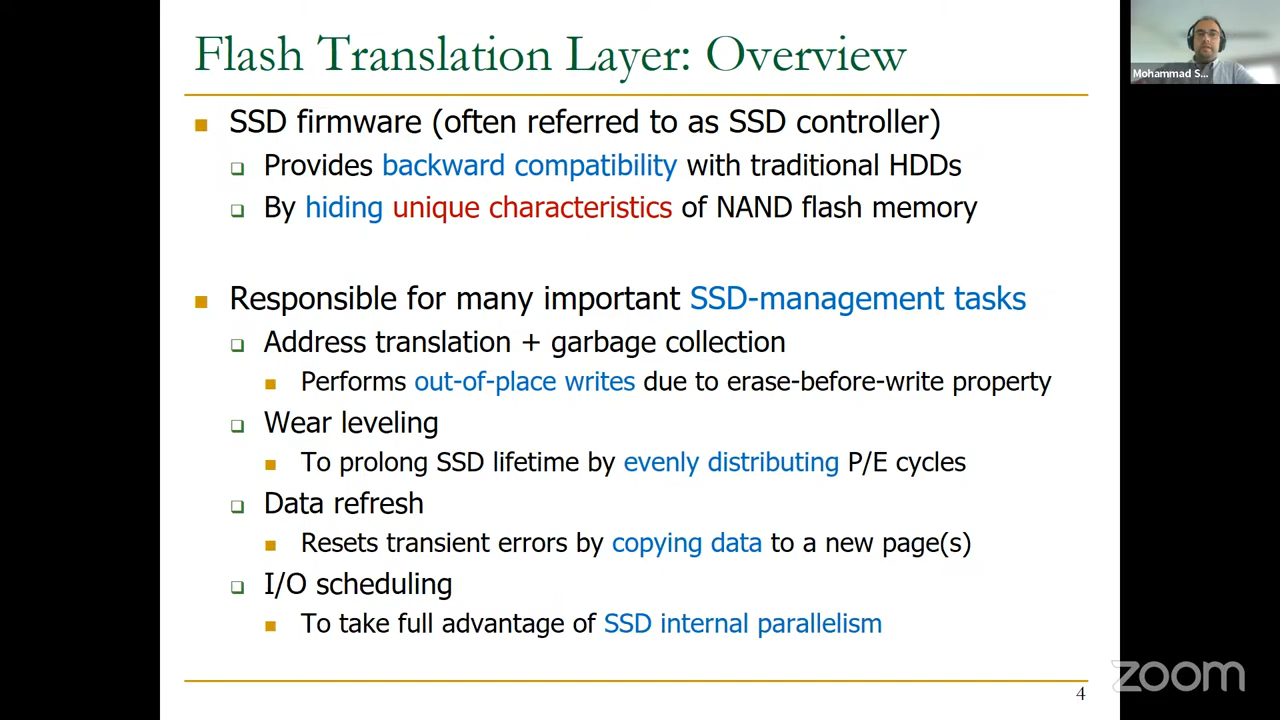 Flash Translation Layer: Overview
SSD firmware (often referred to as SSD controller)
Provides backward compatibility with traditional HDDs
By hiding unique characteristics of NAND flash memory
Responsible for many important SSD-management tasks
Address translation + garbage collection
Performs out-of-place writes due to erase-before-write property
Wear leveling
To prolong SSD lifetime by evenly distributing P/E cycles
Data refresh
Resets transient errors by copying data to a new page(s)
I/O scheduling
To take full advantage of SSD internal parallelism
4
Mohammad S...
zoom